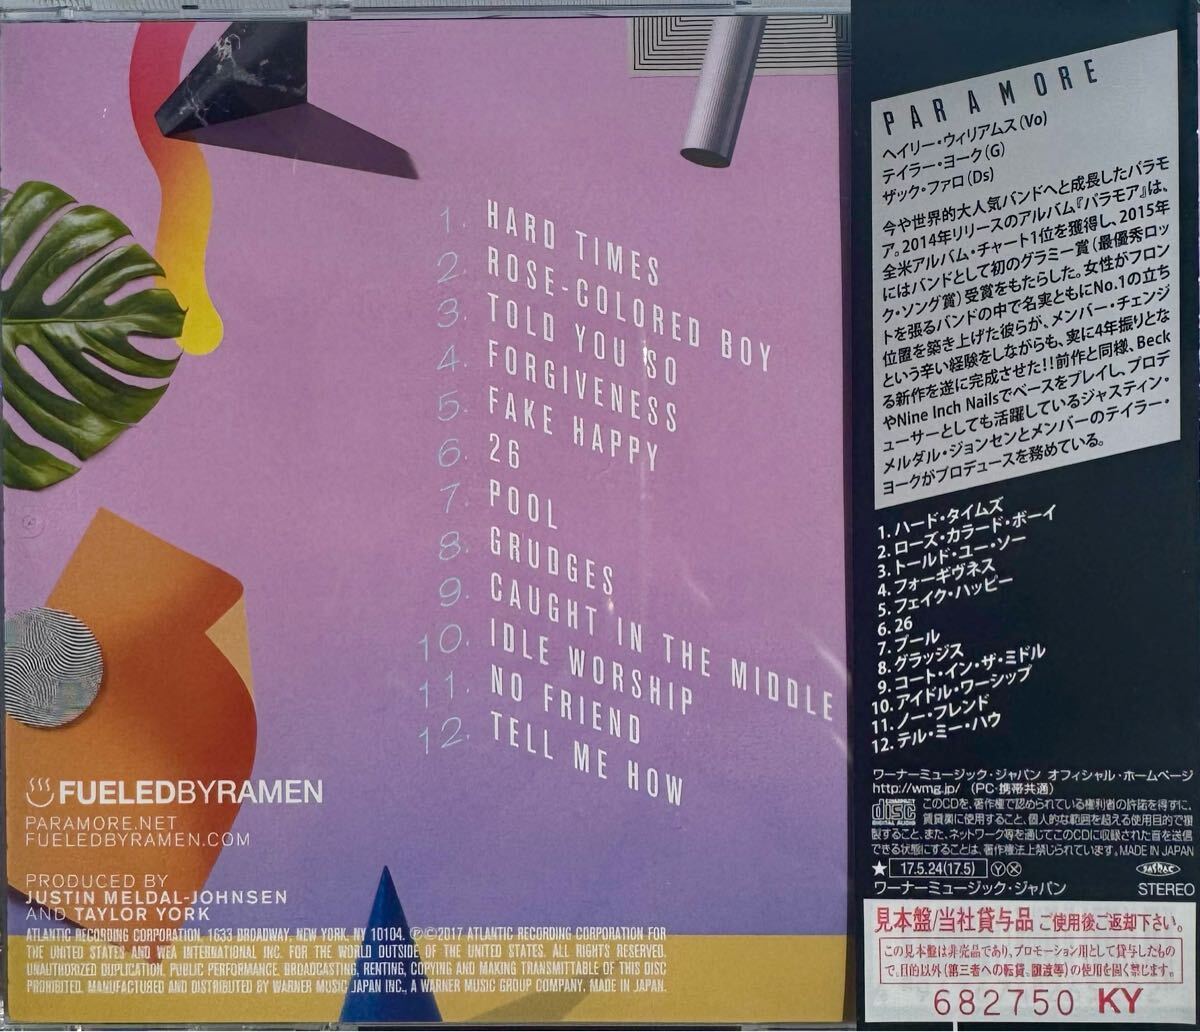 1. HARD TIMES
2. ROSE-COLORED BOY
3. TOLD YOU SO
4. FORGIVENESS
5. FAKE HAPPY
6. 26
7. POOL
8. GRUDGES
9. CAUGHT IN THE MIDDLE
10. IDLE WORSHIP
11. NO FRIEND
12. TELL ME HOW
FUELEDBYRAMEN
PARAMORE.NET
FUELEDBYRAMEN.COM
PRODUCED BY
JUSTIN MELDAL-JOHNSEN
AND TAYLOR YORK
ATLANTIC RECORDING CORPORATION, 1633 BROADWAY, NEW YORK, NY 10104. ℗©2017 ATLANTIC RECORDING CORPORATION FOR
THE UNITED STATES AND WEA INTERNATIONAL INC. FOR THE WORLD OUTSIDE OF THE UNITED STATES. ALL RIGHTS RESERVED.
UNAUTHORIZED DUPLICATION, PUBLIC PERFORMANCE, BROADCASTING, RENTING, COPYING AND MAKING TRANSMITTABLE OF THIS DISC
PROHIBITED. MANUFACTURED AND DISTRIBUTED BY WARNER MUSIC JAPAN INC., A WARNER MUSIC GROUP COMPANY. MADE IN JAPAN.
PARAMORE
ヘイリー・ウィリアムス(Vo)
テイラー・ヨーク(G)
ザック・ファロ(Ds)
今や世界的大人気バンドへと成長したパラモ
ア。2014年リリースのアルバム『パラモア』は、
全米アルバム・チャート1位を獲得し、2015年
にはバンドとして初のグラミー賞(最優秀ロッ
ク・ソング賞)受賞をもたらした。女性がフロン
トを張るバンドの中で名実ともにNo.1の立ち
位置を築き上げた彼らが、メンバー・チェンジ
という辛い経験をしながらも、実に4年振りとな
る新作を遂に完成させた!!前作と同様、Beck
やNine Inch Nailsでベースをプレイし、プロデ
ューサーとしても活躍しているジャスティン・
メルダル・ジョンセンとメンバーのテイラー・
ヨークがプロデュースを務めている。
1. ハード・タイムズ
2. ローズ・カラード・ボーイ
3. トールド・ユー・ソー
4. フォーギヴネス
5. フェイク・ハッピー
6. 26
7. プール
8. グラッジス
9. コート・イン・ザ・ミドル
10. アイドル・ワーシップ
11. ノー・フレンド
12. テル・ミー・ハウ
ワーナーミュージック・ジャパン オフィシャル・ホームページ
http://wmg.jp/ (PC・携帯共通)
COMPACT disc DIGITAL AUDIO
このCDを、著作権で認められている権利者の許諾を得ずに、
賃貸業に使用すること、個人的な範囲を超える使用目的で複
製すること、また、ネットワーク等を通じてこのCDに収録された音を送信
できる状態にすることは、著作権法上禁じられています。MADE IN JAPAN
★ 17.5.24(17.5) Ⓨ Ⓧ
ワーナーミュージック・ジャパン STEREO
見本盤/当社貸与品 ご使用後ご返却下さい。
この見本盤は非売品であり、プロモーション用として貸与したもの
で、目的以外(第三者への転貸、譲渡等)の使用を固く禁じます。
682750 KY